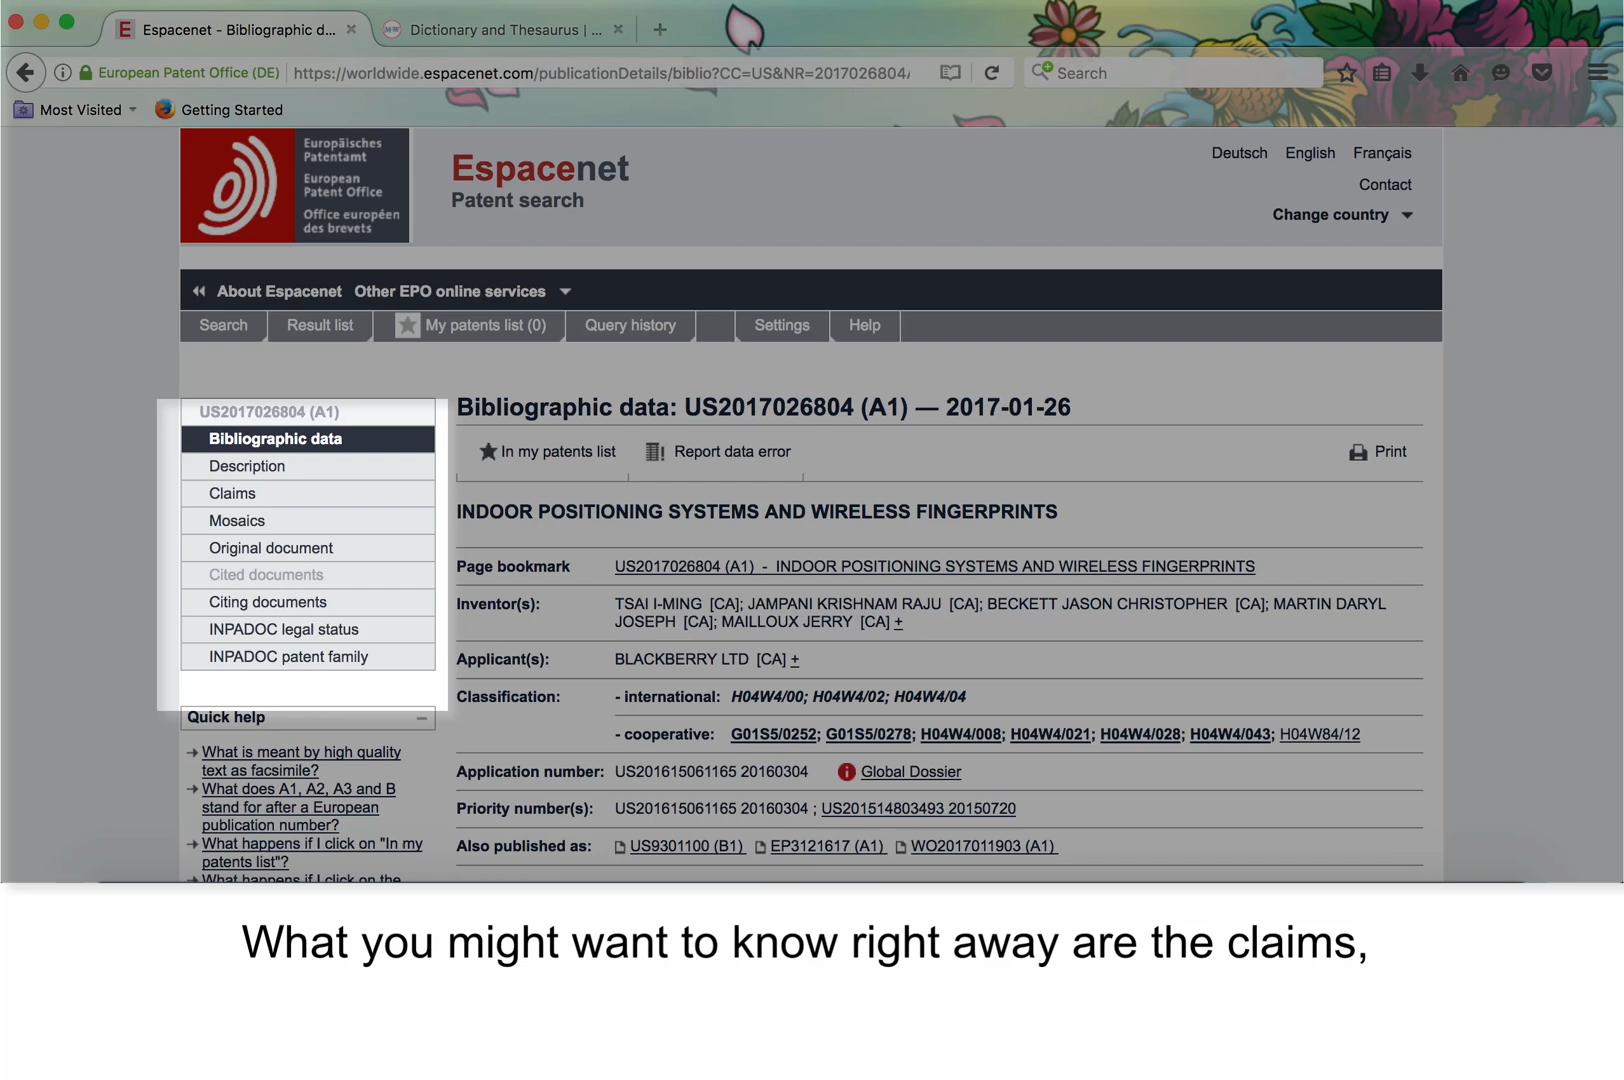 Espacenet - Bibliographic d...
Dictionary and Thesaurus | ...
European Patent Office (DE)
https://worldwide.espacenet.com/publicationDetails/biblio?CC=US&NR=2017026804
Search
Most Visited
Getting Started
Europäisches
Patentamt
European
Patent Office
Office européen
des brevets
Espacenet
Patent search
Deutsch English Français
Contact
Change country
About Espacenet Other EPO online services
Search Result list My patents list (0) Query history Settings Help
US2017026804 (A1)
Bibliographic data
Description
Claims
Mosaics
Original document
Cited documents
Citing documents
INPADOC legal status
INPADOC patent family
Quick help
What is meant by high quality
text as facsimile?
What does A1, A2, A3 and B
stand for after a European
publication number?
What happens if I click on "In my
patents list"?
What happens if I click on the
Bibliographic data: US2017026804 (A1) — 2017-01-26
In my patents list Report data error Print
INDOOR POSITIONING SYSTEMS AND WIRELESS FINGERPRINTS
Page bookmark US2017026804 (A1) - INDOOR POSITIONING SYSTEMS AND WIRELESS FINGERPRINTS
Inventor(s): TSAI I-MING [CA]; JAMPANI KRISHNAM RAJU [CA]; BECKETT JASON CHRISTOPHER [CA]; MARTIN DARYL
JOSEPH [CA]; MAILLOUX JERRY [CA] +
Applicant(s): BLACKBERRY LTD [CA] +
Classification: - international: H04W4/00; H04W4/02; H04W4/04
- cooperative: G01S5/0252; G01S5/0278; H04W4/008; H04W4/021; H04W4/028; H04W4/043; H04W84/12
Application number: US201615061165 20160304 Global Dossier
Priority number(s): US201615061165 20160304 ; US201514803493 20150720
Also published as: US9301100 (B1) EP3121617 (A1) WO2017011903 (A1)
What you might want to know right away are the claims,